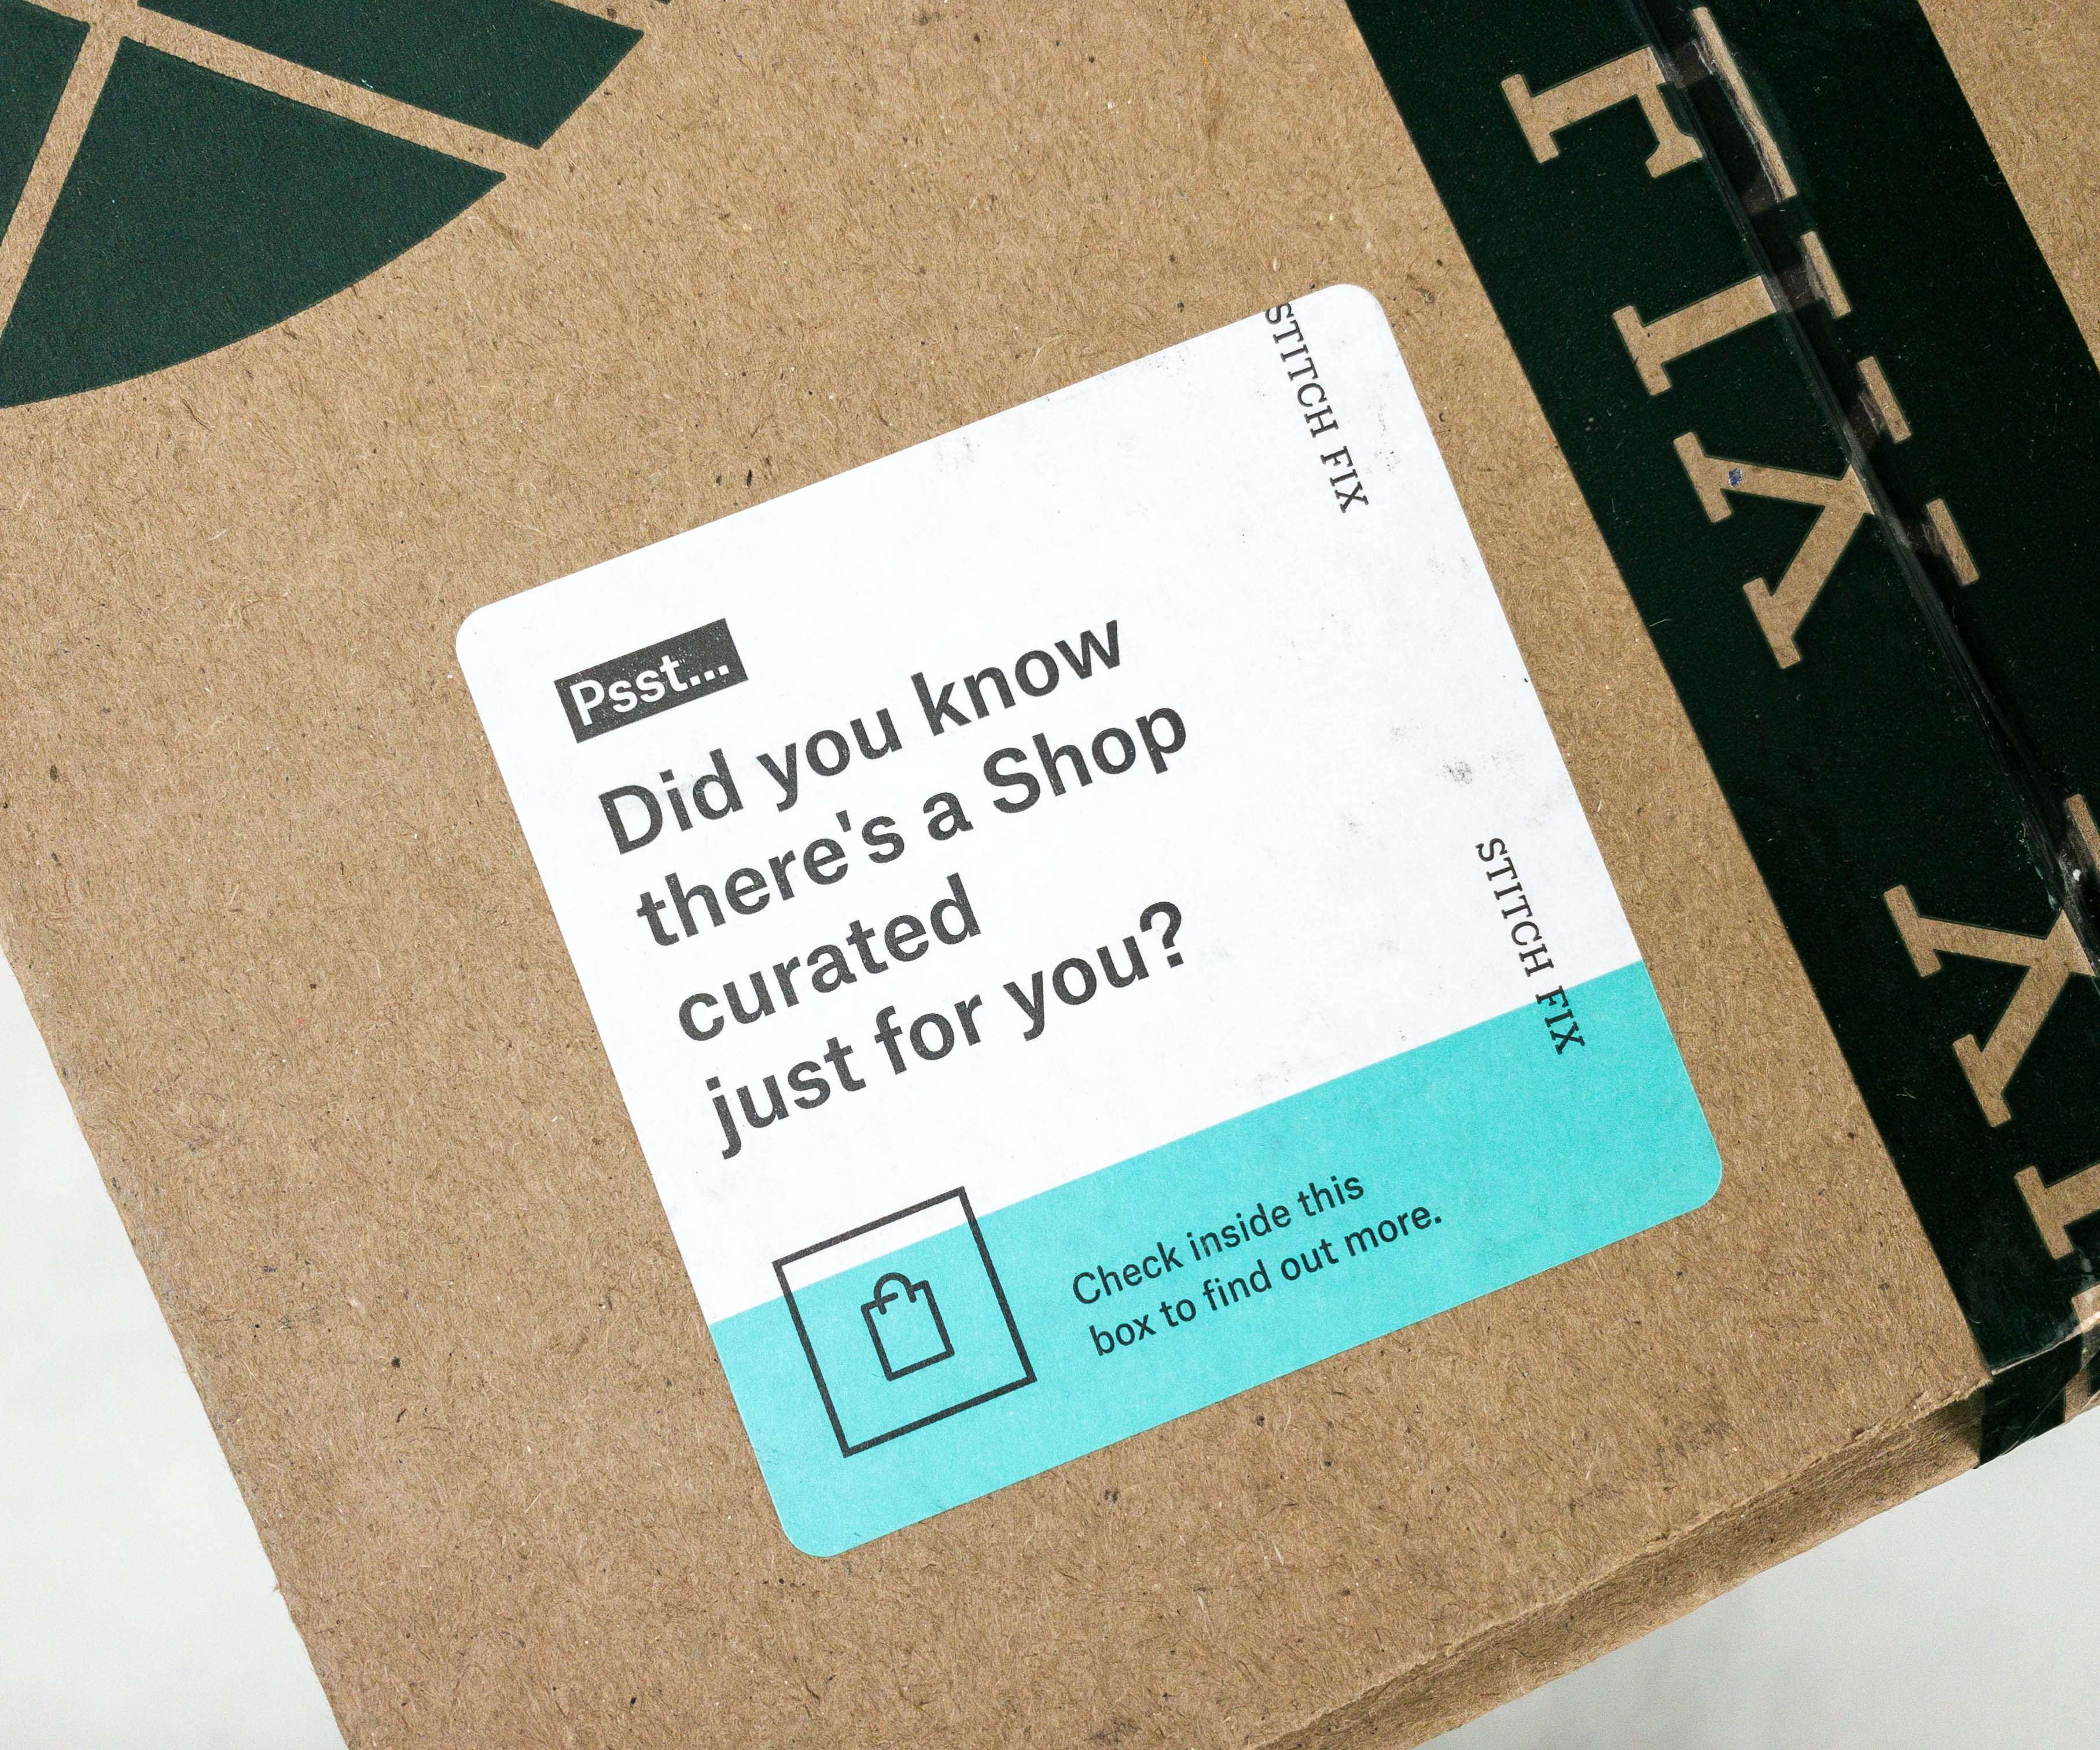 STITCH FIX
Psst...
Did you know
there's a Shop
curated
just for you?
STITCH FIX
Check inside this
box to find out more.
FIX